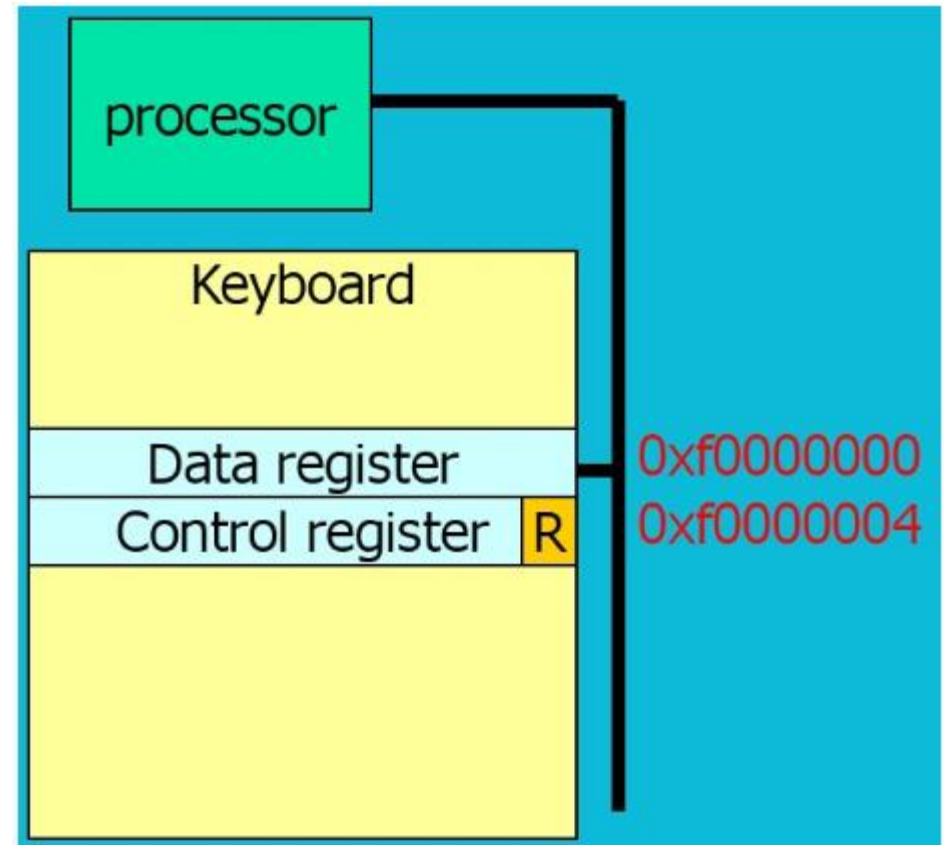 processor
Keyboard
Data register 0xf0000000
Control register R 0xf0000004